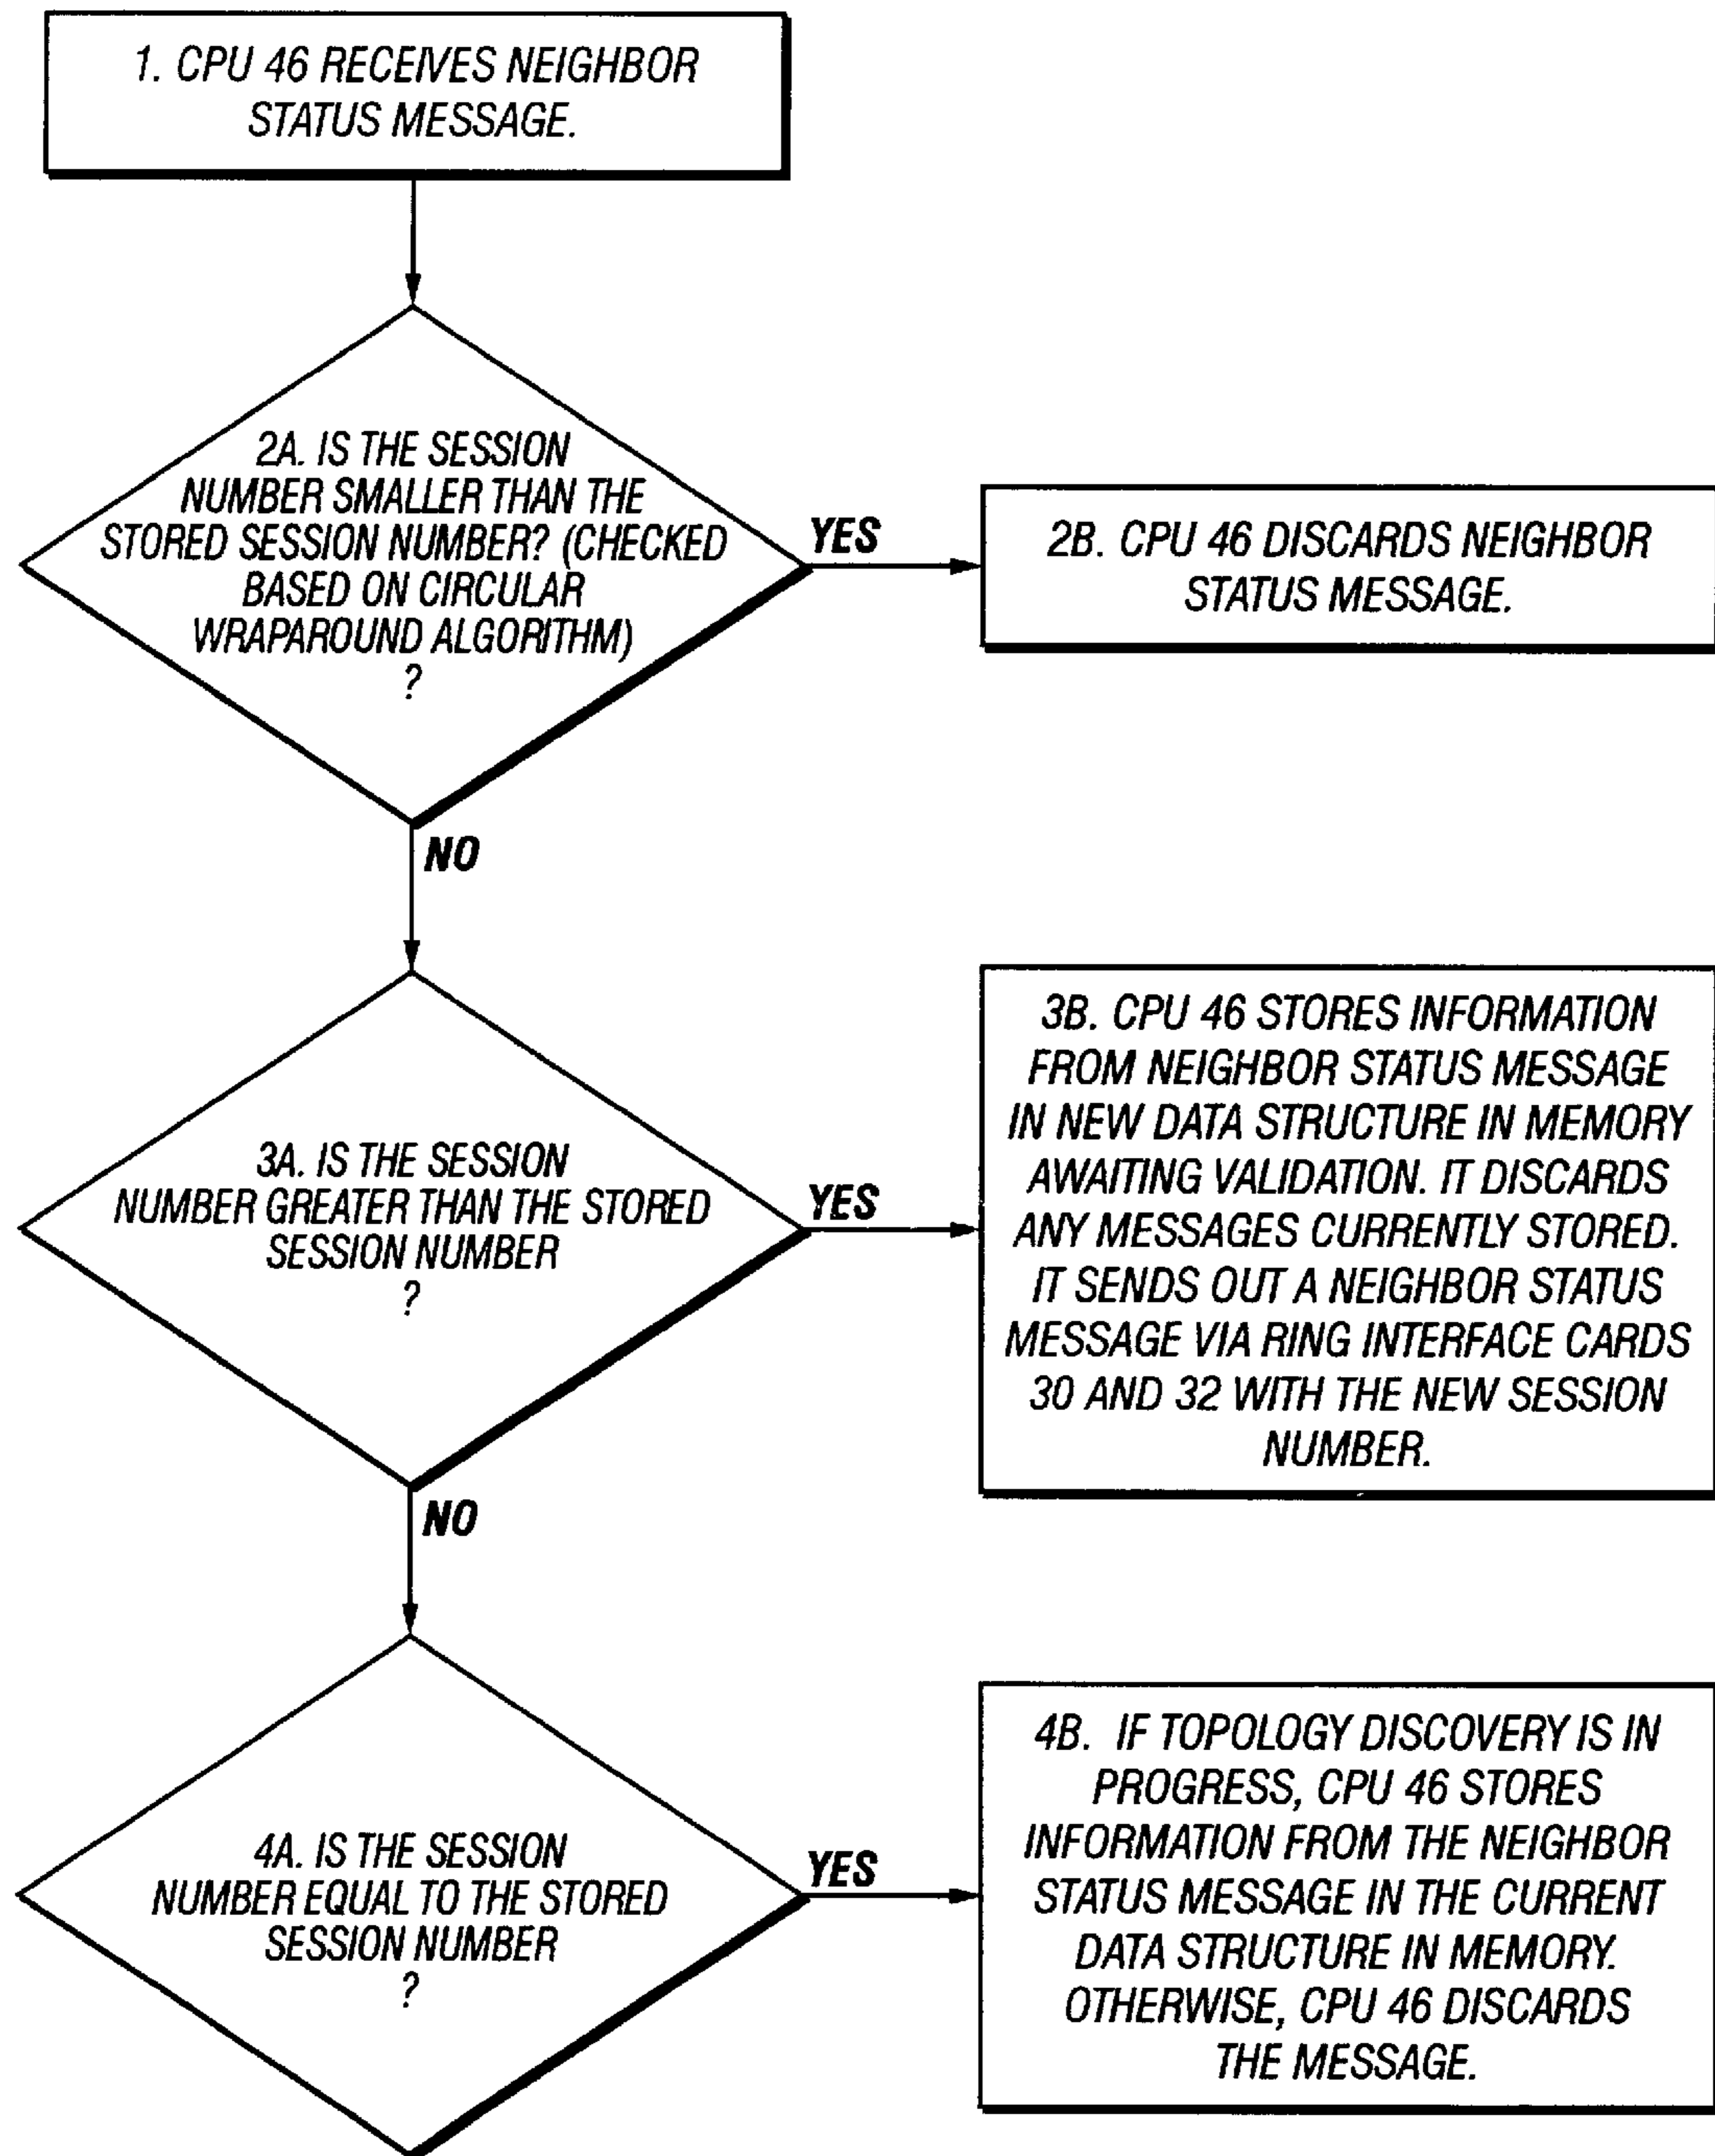 1. CPU 46 RECEIVES NEIGHBOR
STATUS MESSAGE.
2A. IS THE SESSION
NUMBER SMALLER THAN THE
STORED SESSION NUMBER? (CHECKED
BASED ON CIRCULAR
WRAPAROUND ALGORITHM)
?
YES
2B. CPU 46 DISCARDS NEIGHBOR
STATUS MESSAGE.
NO
3A. IS THE SESSION
NUMBER GREATER THAN THE STORED
SESSION NUMBER
?
YES
3B. CPU 46 STORES INFORMATION
FROM NEIGHBOR STATUS MESSAGE
IN NEW DATA STRUCTURE IN MEMORY
AWAITING VALIDATION. IT DISCARDS
ANY MESSAGES CURRENTLY STORED.
IT SENDS OUT A NEIGHBOR STATUS
MESSAGE VIA RING INTERFACE CARDS
30 AND 32 WITH THE NEW SESSION
NUMBER.
NO
4A. IS THE SESSION
NUMBER EQUAL TO THE STORED
SESSION NUMBER
?
YES
4B. IF TOPOLOGY DISCOVERY IS IN
PROGRESS, CPU 46 STORES
INFORMATION FROM THE NEIGHBOR
STATUS MESSAGE IN THE CURRENT
DATA STRUCTURE IN MEMORY.
OTHERWISE, CPU 46 DISCARDS
THE MESSAGE.